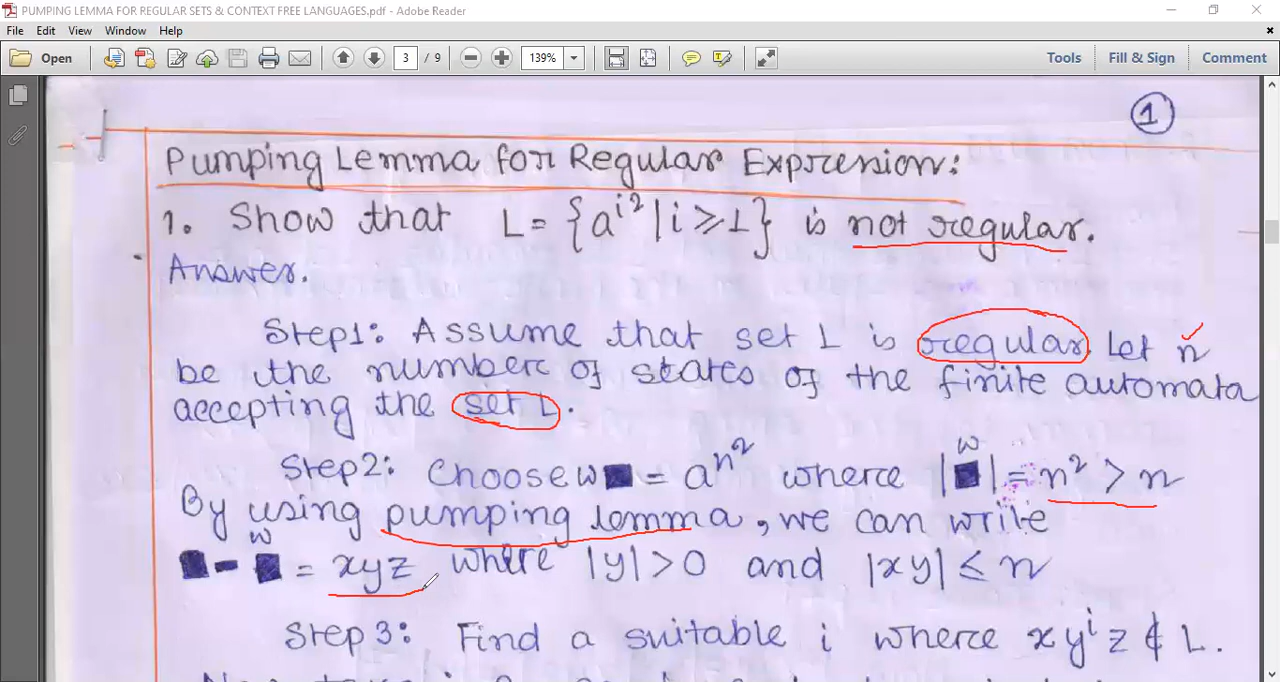 PUMPING LEMMA FOR REGULAR SETS & CONTEXT FREE LANGUAGES.pdf - Adobe Reader
File Edit View Window Help
Open 3 / 9 139% Tools Fill & Sign Comment
1
Pumping Lemma for Regular Expression:
1. Show that L = {a^i² | i ≥ 1} is not regular.
Answer.
Step1: Assume that set L is regular. Let n
be the number of states of the finite automata
accepting the set L.
Step2: Choose w = a^n² where |w| = n² > n
By using pumping lemma, we can write
w = xyz where |y| > 0 and |xy| ≤ n
Step 3: Find a suitable i where xy^i z ∉ L.